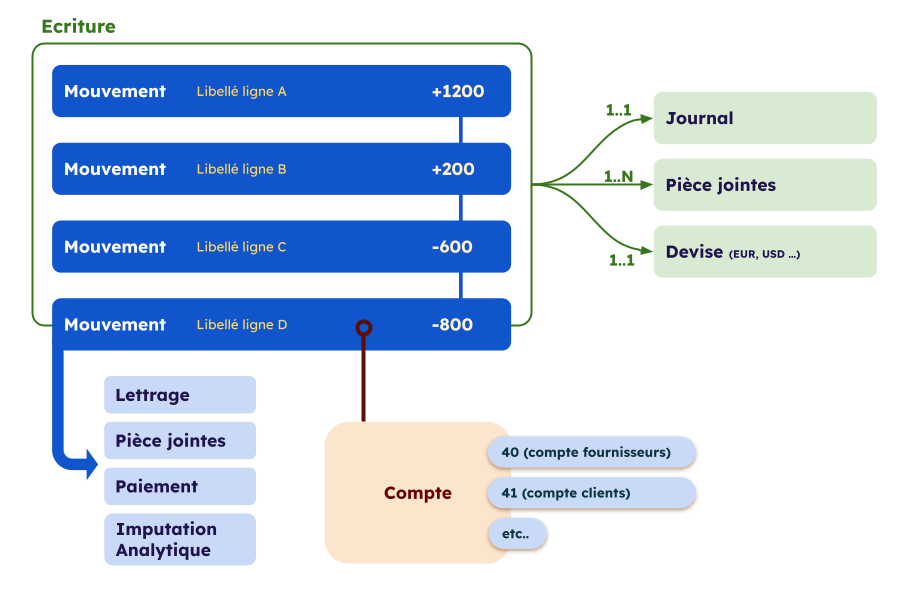 Ecriture
Mouvement Libellé ligne A +1200
Mouvement Libellé ligne B +200
Mouvement Libellé ligne C -600
Mouvement Libellé ligne D -800
1..1
Journal
1..N
Pièce jointes
1..1
Devise (EUR, USD ...)
Lettrage
Pièce jointes
Paiement
Imputation
Analytique
Compte
40 (compte fournisseurs)
41 (compte clients)
etc..